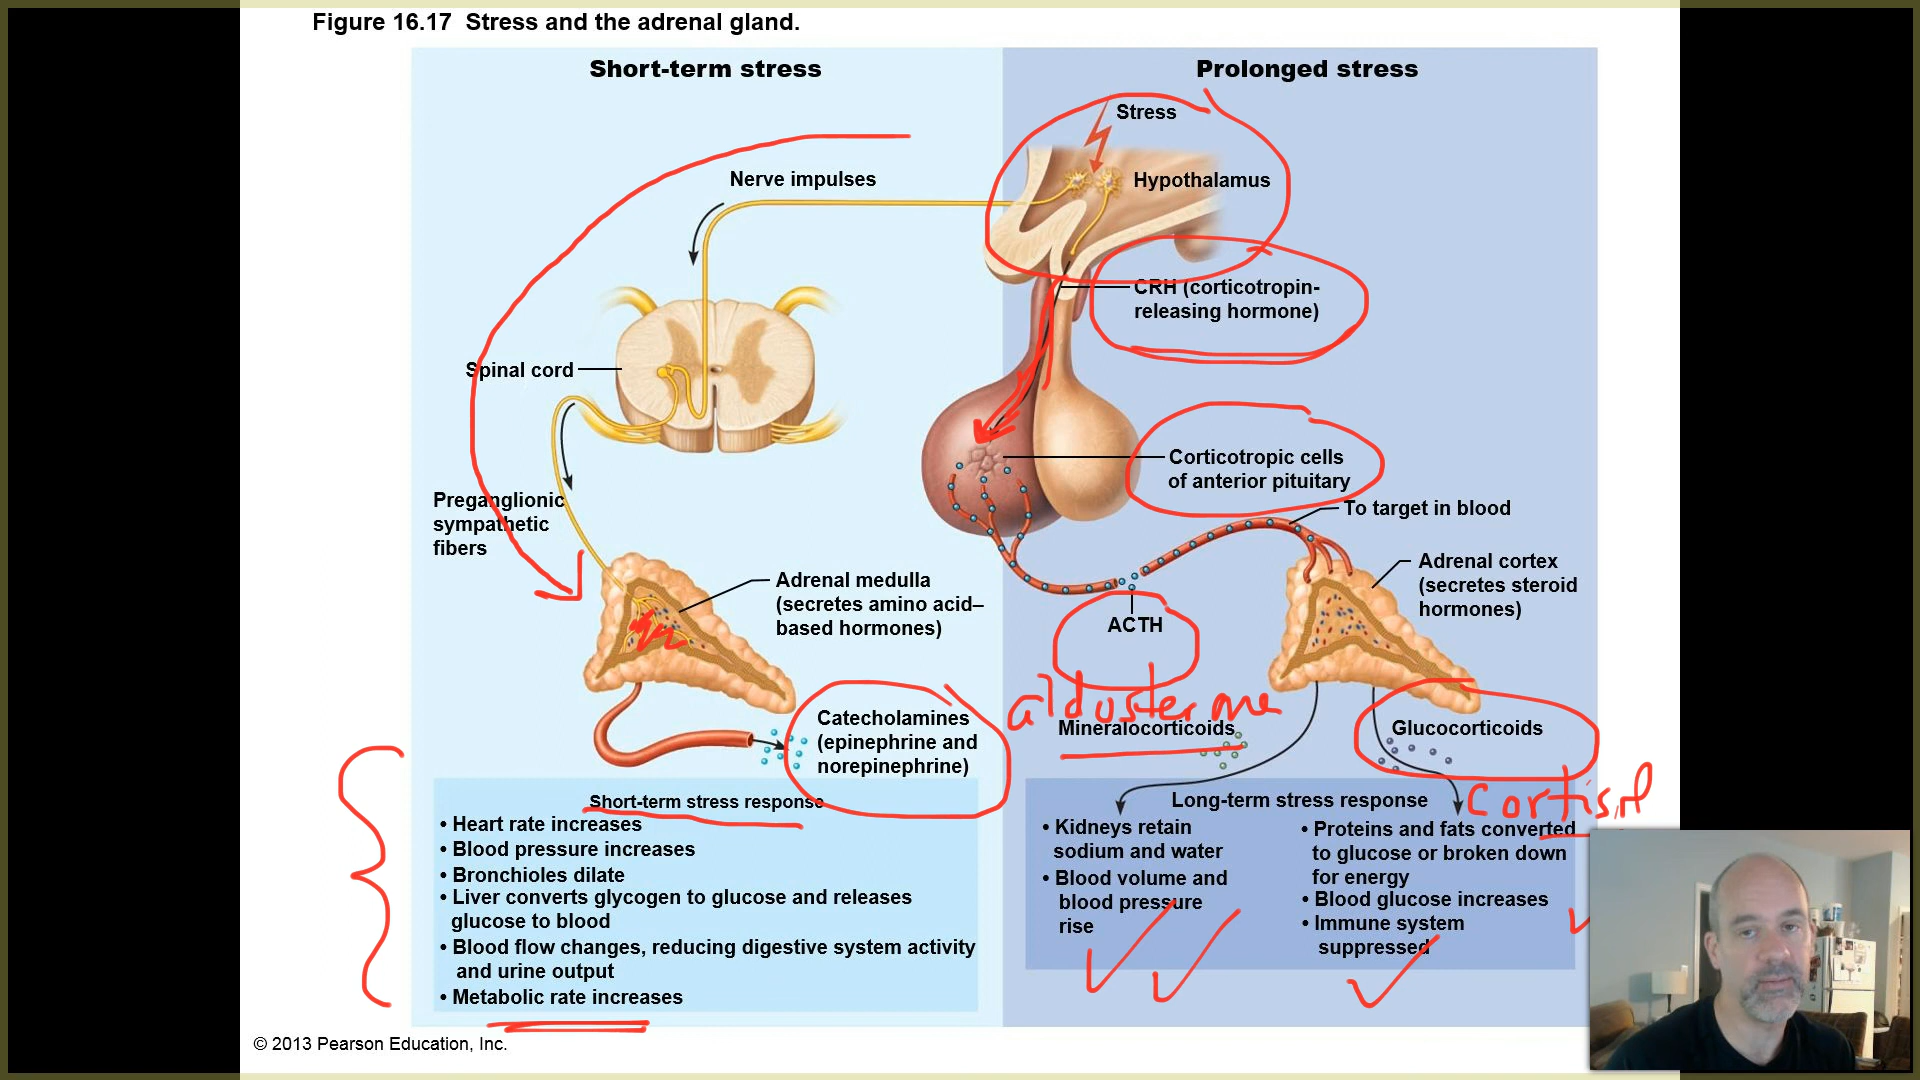 Figure 16.17 Stress and the adrenal gland.
Short-term stress
Prolonged stress
Stress
Nerve impulses
Hypothalamus
CRH (corticotropin-
releasing hormone)
Spinal cord
Corticotropic cells
of anterior pituitary
Preganglionic
sympathetic
fibers
To target in blood
Adrenal cortex
(secretes steroid
hormones)
Adrenal medulla
(secretes amino acid–
based hormones)
ACTH
aldosterone
Mineralocorticoids
Glucocorticoids
Catecholamines
(epinephrine and
norepinephrine)
Cortisol
Short-term stress response
• Heart rate increases
• Blood pressure increases
• Bronchioles dilate
• Liver converts glycogen to glucose and releases
glucose to blood
• Blood flow changes, reducing digestive system activity
and urine output
• Metabolic rate increases
Long-term stress response
• Kidneys retain
sodium and water
• Blood volume and
blood pressure
rise
• Proteins and fats converted
to glucose or broken down
for energy
• Blood glucose increases
• Immune system
suppressed
© 2013 Pearson Education, Inc.